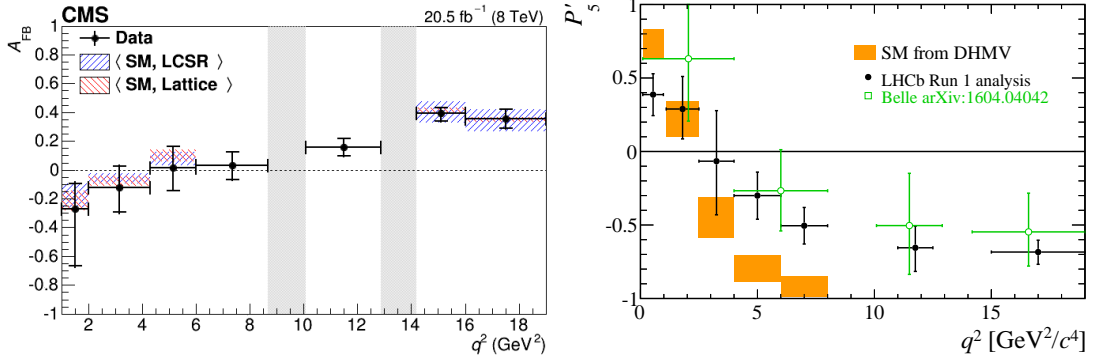 CMS
20.5 fb⁻¹ (8 TeV)
A_FB
1
0.8
0.6
0.4
0.2
0
-0.2
-0.4
-0.6
-0.8
-1
Data
⟨ SM, LCSR ⟩
⟨ SM, Lattice ⟩
2 4 6 8 10 12 14 16 18
q² (GeV²)
P'₅
1
0.5
0
-0.5
-1
SM from DHMV
LHCb Run 1 analysis
Belle arXiv:1604.04042
0 5 10 15
q² [GeV²/c⁴]